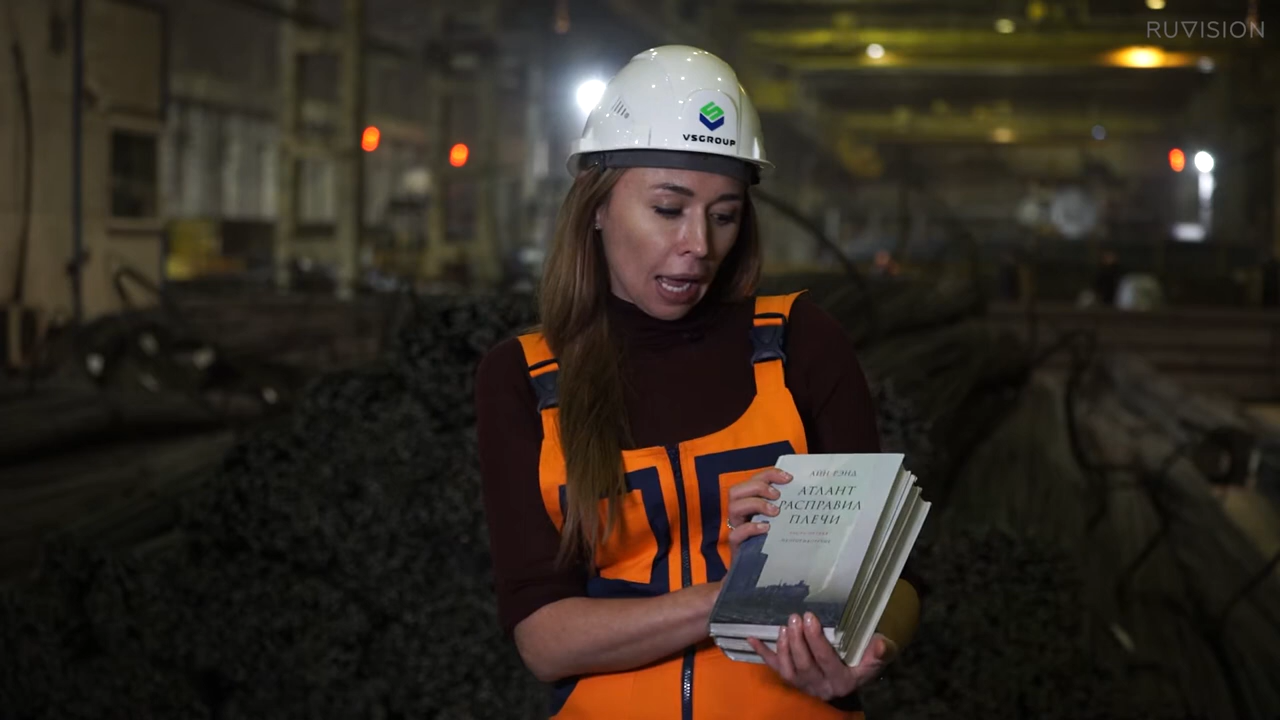 RUVISION
VSGROUP
АЙН РЭНД
АТЛАНТ
РАСПРАВИЛ
ПЛЕЧИ